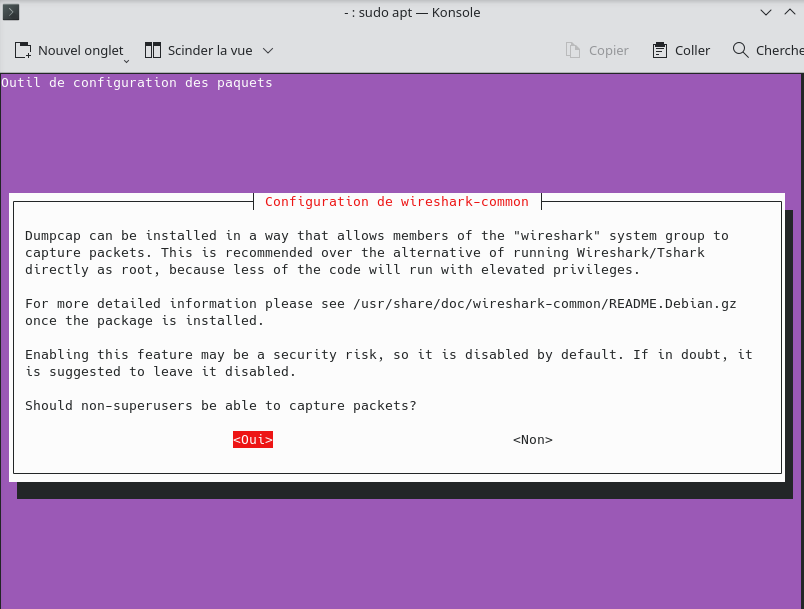 - : sudo apt — Konsole
Nouvel onglet
Scinder la vue
Copier
Coller
Cherche
Outil de configuration des paquets
Configuration de wireshark-common
Dumpcap can be installed in a way that allows members of the "wireshark" system group to
capture packets. This is recommended over the alternative of running Wireshark/Tshark
directly as root, because less of the code will run with elevated privileges.
For more detailed information please see /usr/share/doc/wireshark-common/README.Debian.gz
once the package is installed.
Enabling this feature may be a security risk, so it is disabled by default. If in doubt, it
is suggested to leave it disabled.
Should non-superusers be able to capture packets?
<Oui>
<Non>